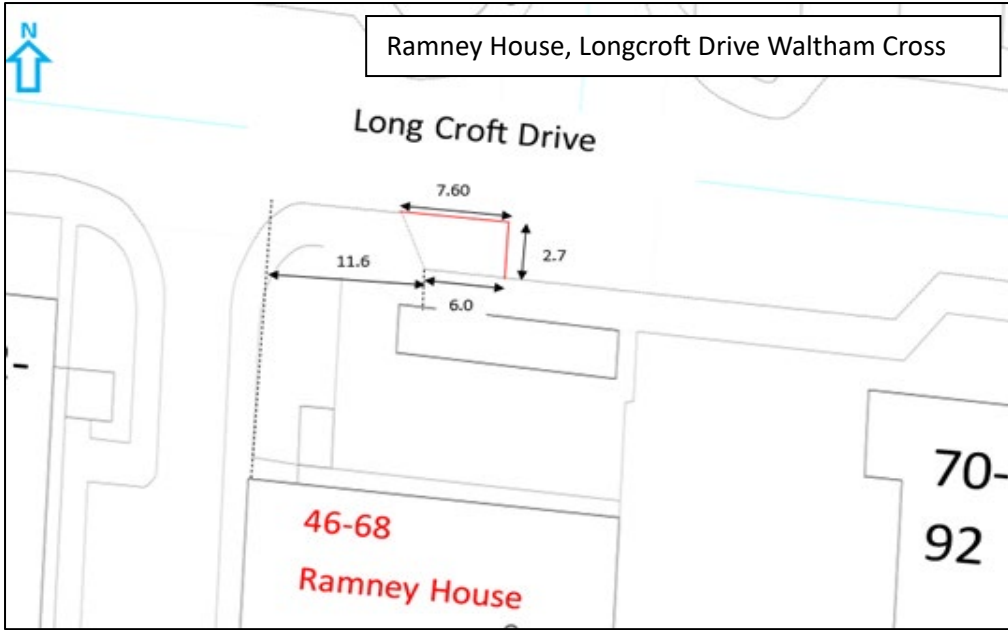 N
Ramney House, Longcroft Drive Waltham Cross
Long Croft Drive
7.60
2.7
11.6
6.0
70-
92
46-68
Ramney House